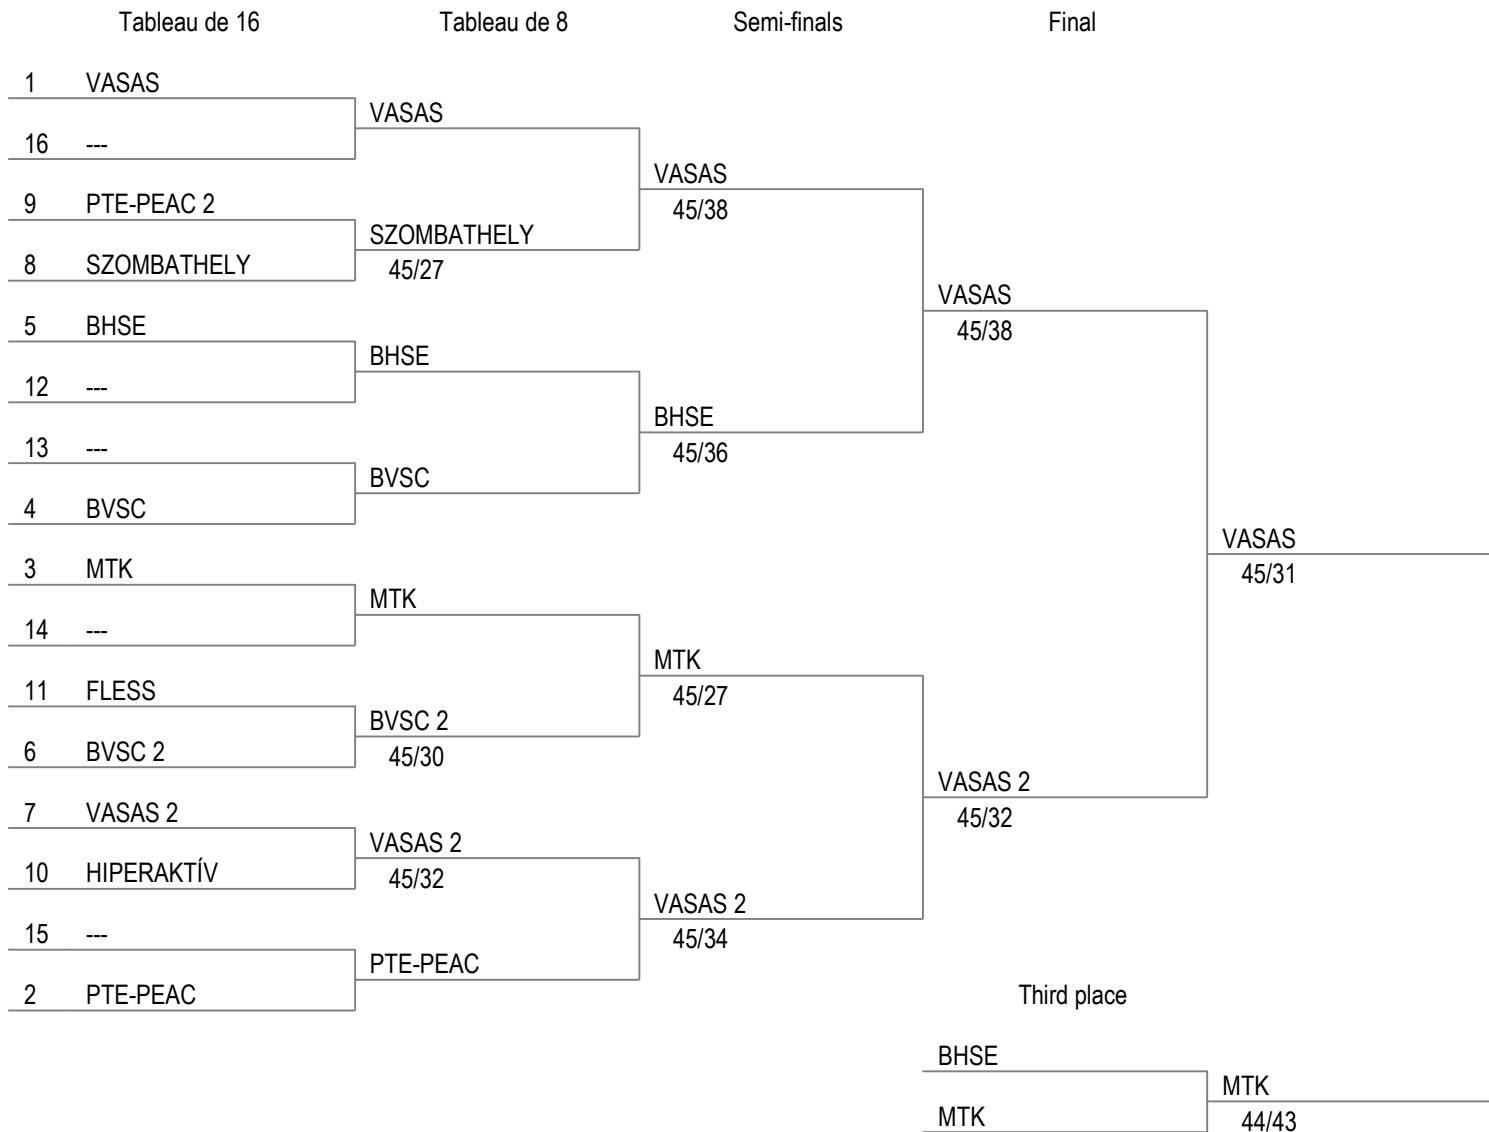 Tableau de 16 Tableau de 8 Semi-finals Final
1 VASAS
VASAS
16 ---
VASAS
45/38
9 PTE-PEAC 2
SZOMBATHELY
45/27
8 SZOMBATHELY
VASAS
45/38
5 BHSE
BHSE
12 ---
BHSE
45/36
13 ---
BVSC
4 BVSC
VASAS
45/31
3 MTK
MTK
14 ---
MTK
45/27
11 FLESS
BVSC 2
45/30
6 BVSC 2
VASAS 2
45/32
7 VASAS 2
VASAS 2
45/32
10 HIPERAKTÍV
VASAS 2
45/34
15 ---
PTE-PEAC
2 PTE-PEAC
Third place
BHSE
MTK
44/43
MTK